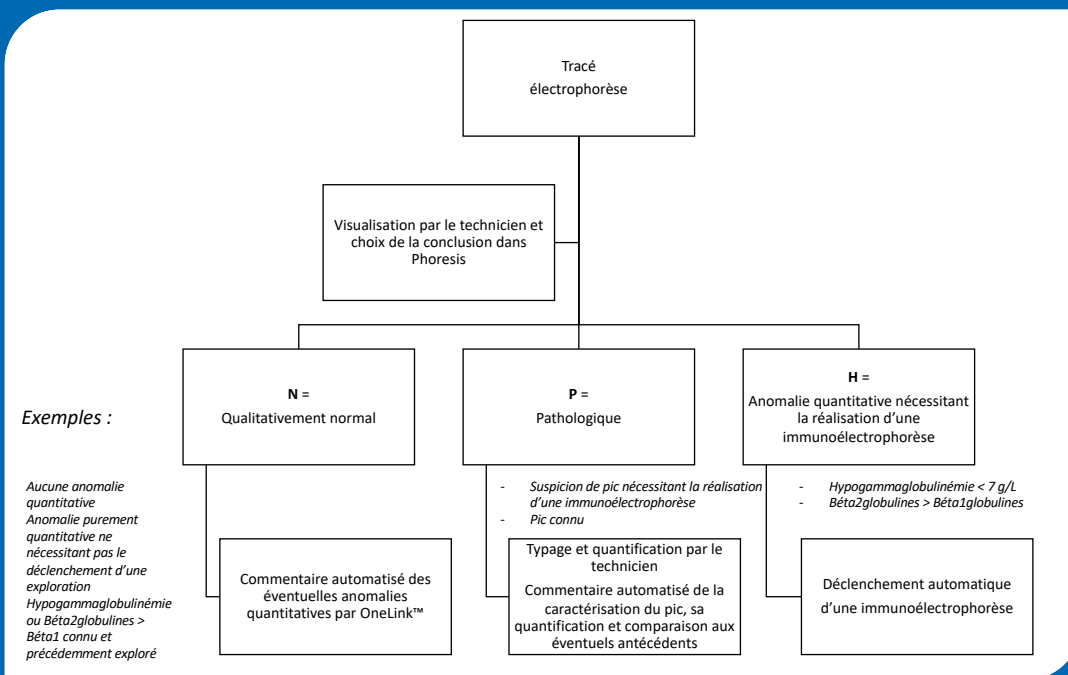 Tracé
électrophorèse
Visualisation par le technicien et
choix de la conclusion dans
Phoresis
N =
Qualitativement normal
P =
Pathologique
H =
Anomalie quantitative nécessitant
la réalisation d'une
immunoélectrophorèse
Exemples :
Aucune anomalie
quantitative
Anomalie purement
quantitative ne
nécessitant pas le
déclenchement d'une
exploration
Hypogammaglobulinémie
ou Béta2globulines >
Béta1 connu et
précédemment exploré
- Suspicion de pic nécessitant la réalisation
d'une immunoélectrophorèse
- Pic connu
- Hypogammaglobulinémie < 7 g/L
- Béta2globulines > Béta1globulines
Commentaire automatisé des
éventuelles anomalies
quantitatives par OneLink™
Typage et quantification par le
technicien
Commentaire automatisé de la
caractérisation du pic, sa
quantification et comparaison aux
éventuels antécédents
Déclenchement automatique
d'une immunoélectrophorèse